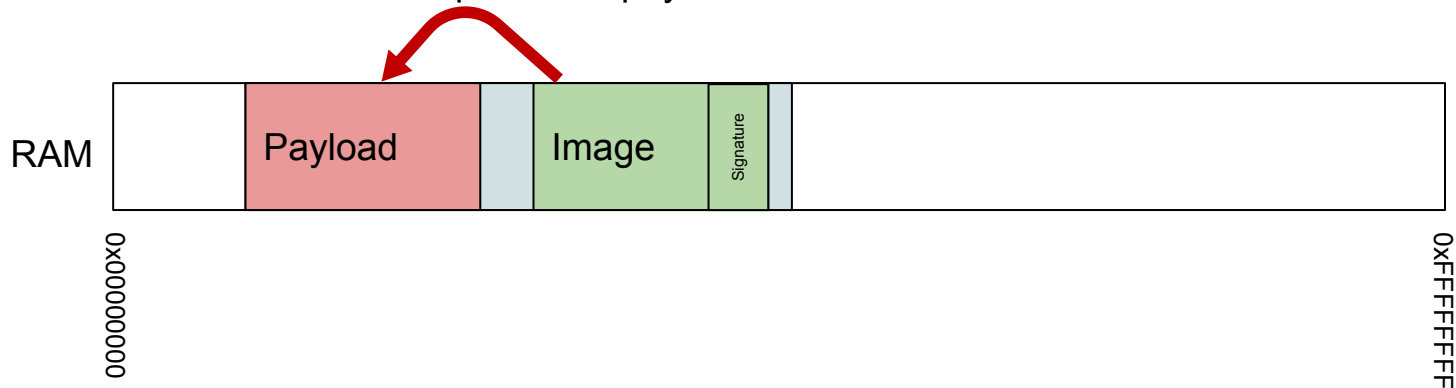 RAM
Payload
Image
Signature
0x00000000
0xFFFFFFFF